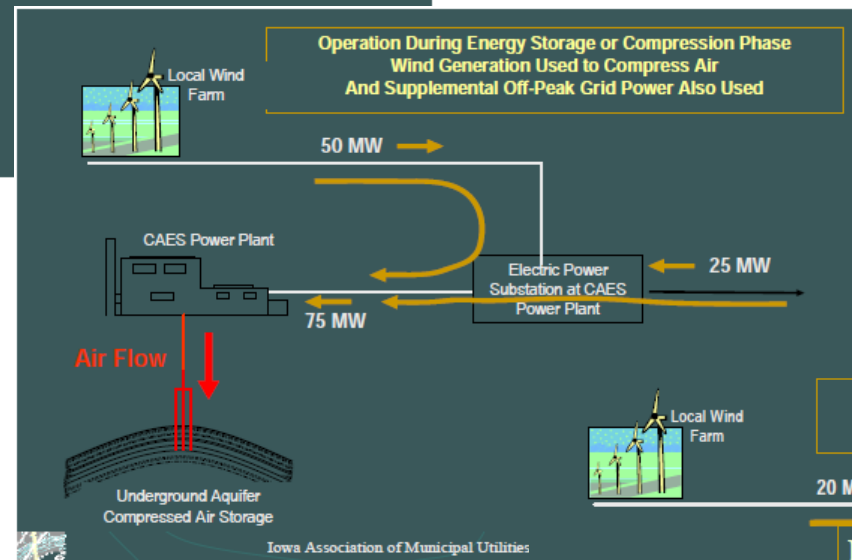 Operation During Energy Storage or Compression Phase
Wind Generation Used to Compress Air
And Supplemental Off-Peak Grid Power Also Used
Local Wind
Farm
50 MW
CAES Power Plant
Electric Power
Substation at CAES
Power Plant
25 MW
75 MW
Air Flow
Underground Aquifer
Compressed Air Storage
Local Wind
Farm
20 M
Iowa Association of Municipal Utilities